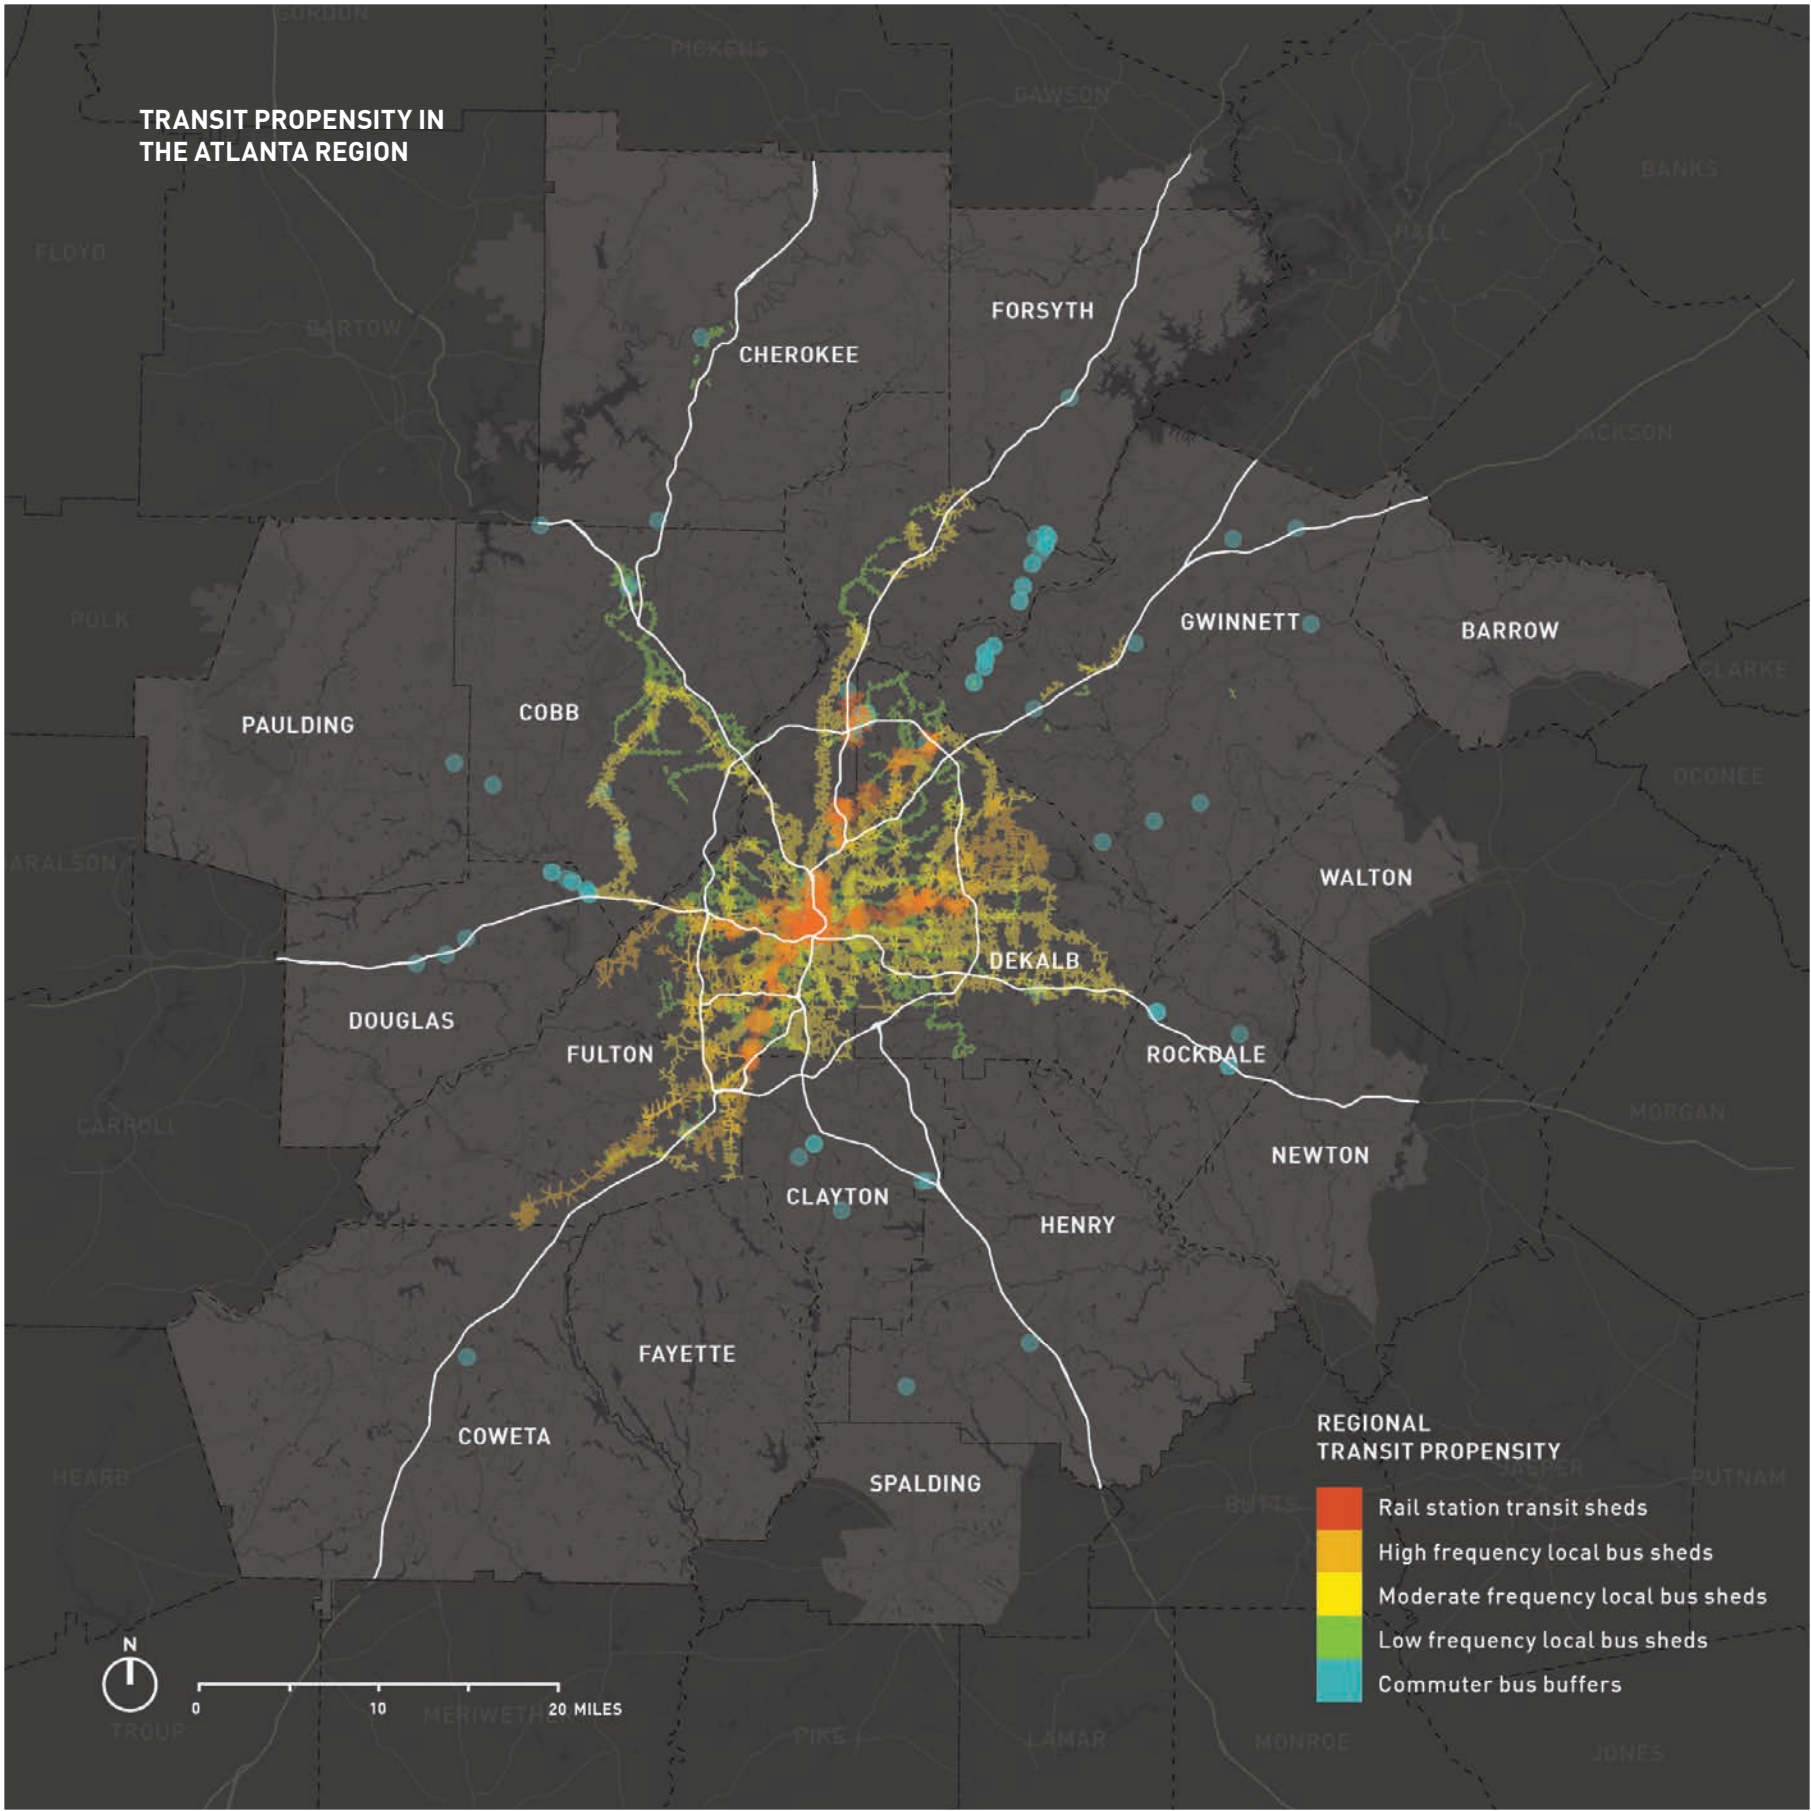 GORDON
PICKENS
DAWSON
TRANSIT PROPENSITY IN
THE ATLANTA REGION
BANKS
HALL
FLOYD
FORSYTH
BARTOW
CHEROKEE
JACKSON
POLK
GWINNETT
BARROW
CLARKE
COBB
PAULDING
OCONEE
ARALSON
WALTON
DEKALB
DOUGLAS
FULTON
ROCKDALE
MORGAN
CARROLL
NEWTON
CLAYTON
HENRY
FAYETTE
COWETA
HEARD
SPALDING
REGIONAL
TRANSIT PROPENSITY
JASPER
PUTNAM
BUTTS
Rail station transit sheds
High frequency local bus sheds
Moderate frequency local bus sheds
Low frequency local bus sheds
Commuter bus buffers
N
0 10 20 MILES
TROUP
MERIWETHER
PIKE
LAMAR
MONROE
JONES